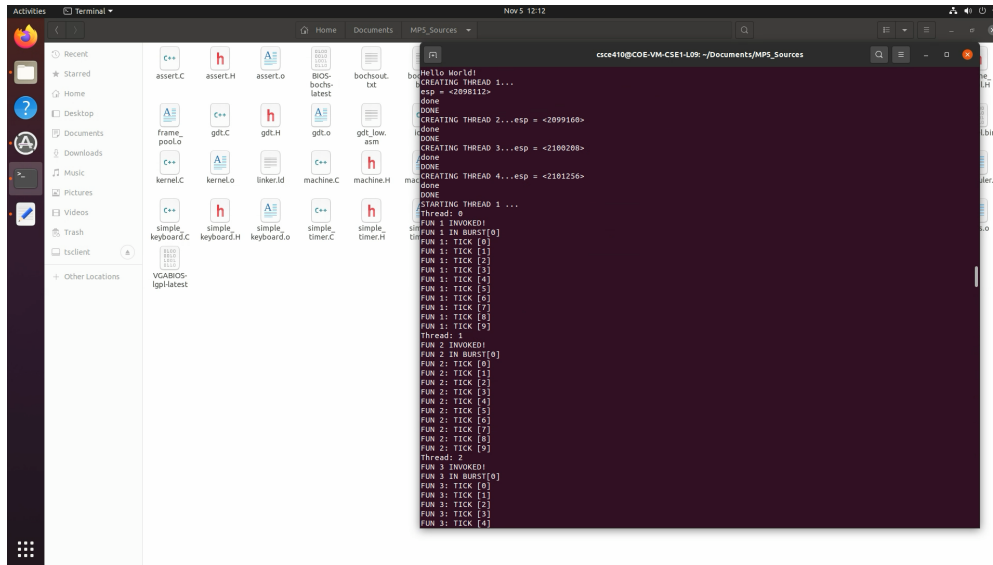 Activities
Terminal
Nov 5 12:12
Home Documents MP5_Sources
Recent
Starred
Home
Desktop
Documents
Downloads
Music
Pictures
Videos
Trash
tsclient
+ Other Locations
assert.C
assert.H
assert.o
BIOS-bochs-latest
bochsout.txt
frame_pool.o
gdt.C
gdt.H
gdt.o
gdt_low.asm
kernel.C
kernel.o
linker.ld
machine.C
machine.H
simple_keyboard.C
simple_keyboard.H
simple_keyboard.o
simple_timer.C
simple_timer.H
VGABIOS-lgpl-latest
csce410@COE-VM-CSE1-L09: ~/Documents/MP5_Sources
Hello World!
CREATING THREAD 1...
esp = <2098112>
done
DONE
CREATING THREAD 2...esp = <2099160>
done
DONE
CREATING THREAD 3...esp = <2100208>
done
DONE
CREATING THREAD 4...esp = <2101256>
done
DONE
STARTING THREAD 1 ...
Thread: 0
FUN 1 INVOKED!
FUN 1 IN BURST[0]
FUN 1: TICK [0]
FUN 1: TICK [1]
FUN 1: TICK [2]
FUN 1: TICK [3]
FUN 1: TICK [4]
FUN 1: TICK [5]
FUN 1: TICK [6]
FUN 1: TICK [7]
FUN 1: TICK [8]
FUN 1: TICK [9]
Thread: 1
FUN 2 INVOKED!
FUN 2 IN BURST[0]
FUN 2: TICK [0]
FUN 2: TICK [1]
FUN 2: TICK [2]
FUN 2: TICK [3]
FUN 2: TICK [4]
FUN 2: TICK [5]
FUN 2: TICK [6]
FUN 2: TICK [7]
FUN 2: TICK [8]
FUN 2: TICK [9]
Thread: 2
FUN 3 INVOKED!
FUN 3 IN BURST[0]
FUN 3: TICK [0]
FUN 3: TICK [1]
FUN 3: TICK [2]
FUN 3: TICK [3]
FUN 3: TICK [4]